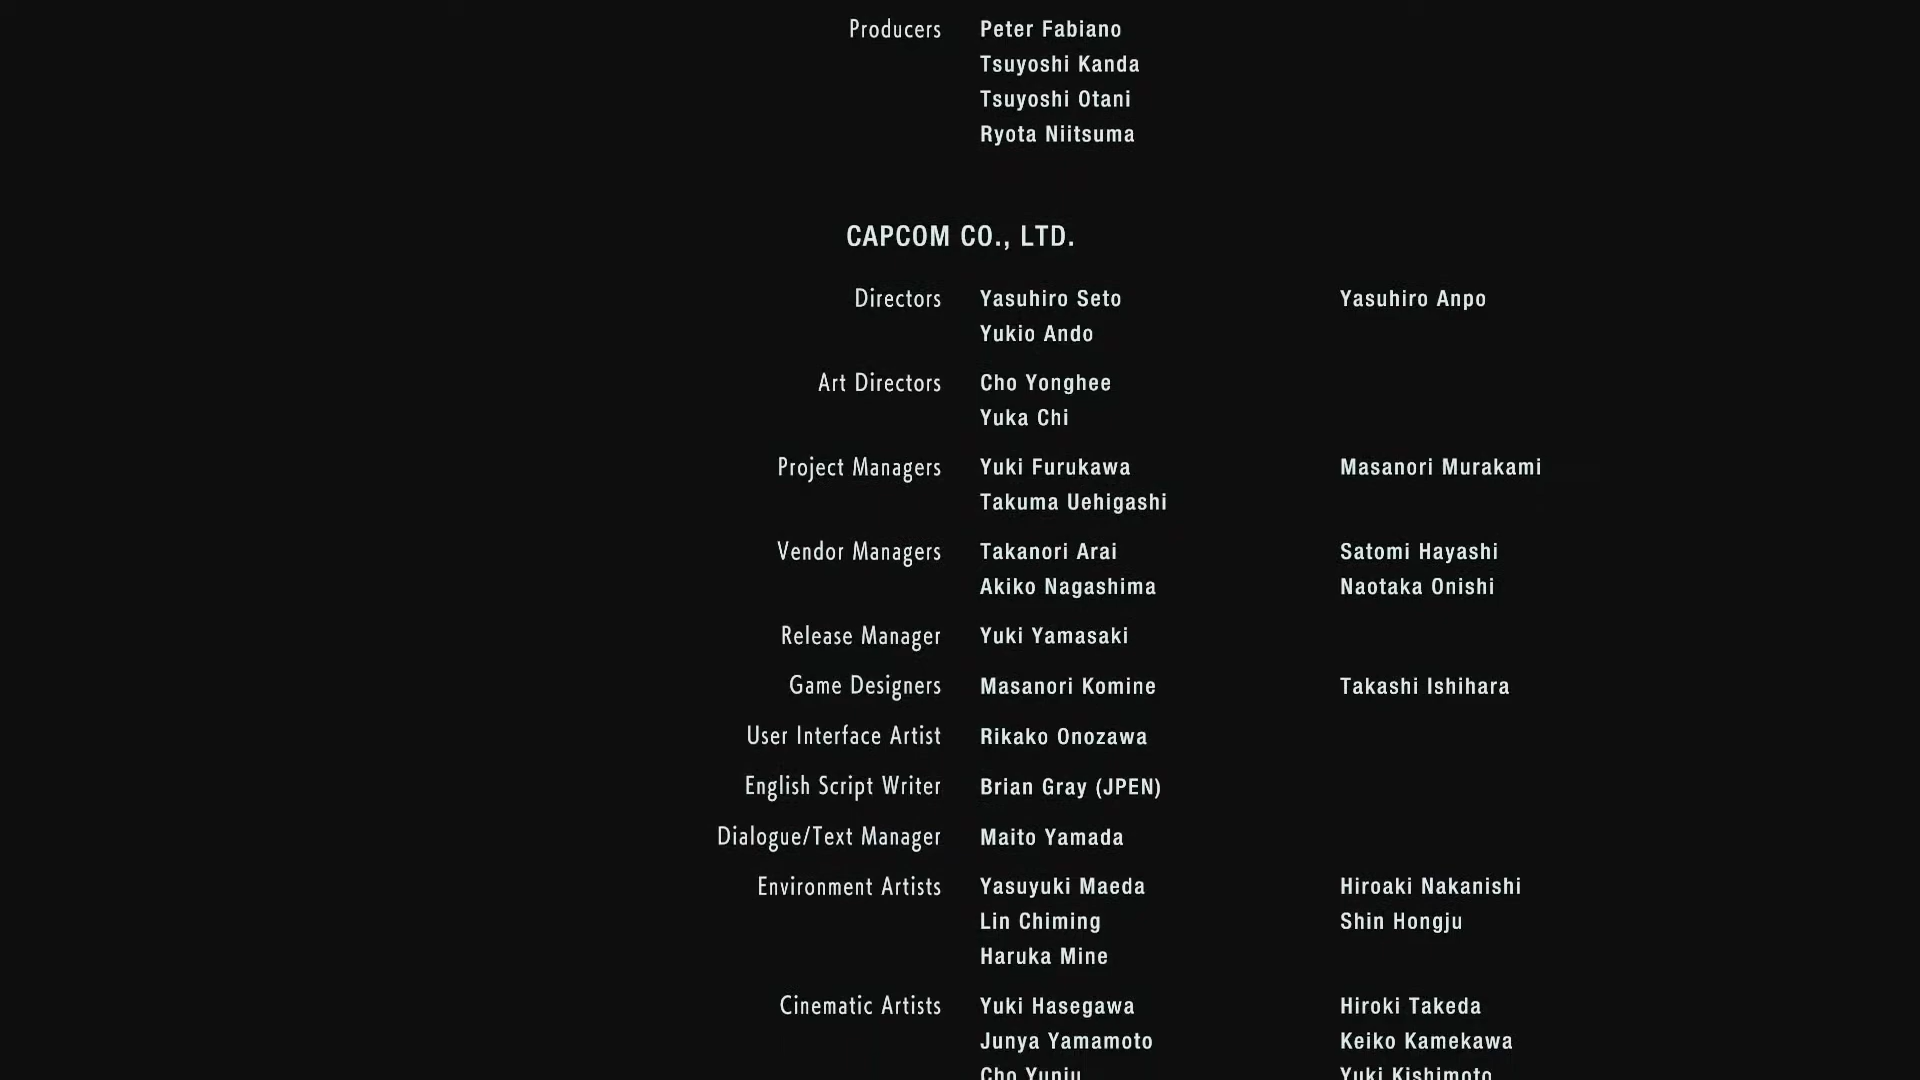 Producers Peter Fabiano
Tsuyoshi Kanda
Tsuyoshi Otani
Ryota Niitsuma
CAPCOM CO., LTD.
Directors Yasuhiro Seto Yasuhiro Anpo
Yukio Ando
Art Directors Cho Yonghee
Yuka Chi
Project Managers Yuki Furukawa Masanori Murakami
Takuma Uehigashi
Vendor Managers Takanori Arai Satomi Hayashi
Akiko Nagashima Naotaka Onishi
Release Manager Yuki Yamasaki
Game Designers Masanori Komine Takashi Ishihara
User Interface Artist Rikako Onozawa
English Script Writer Brian Gray (JPEN)
Dialogue/Text Manager Maito Yamada
Environment Artists Yasuyuki Maeda Hiroaki Nakanishi
Lin Chiming Shin Hongju
Haruka Mine
Cinematic Artists Yuki Hasegawa Hiroki Takeda
Junya Yamamoto Keiko Kamekawa
Cho Yunju Yuki Kishimoto